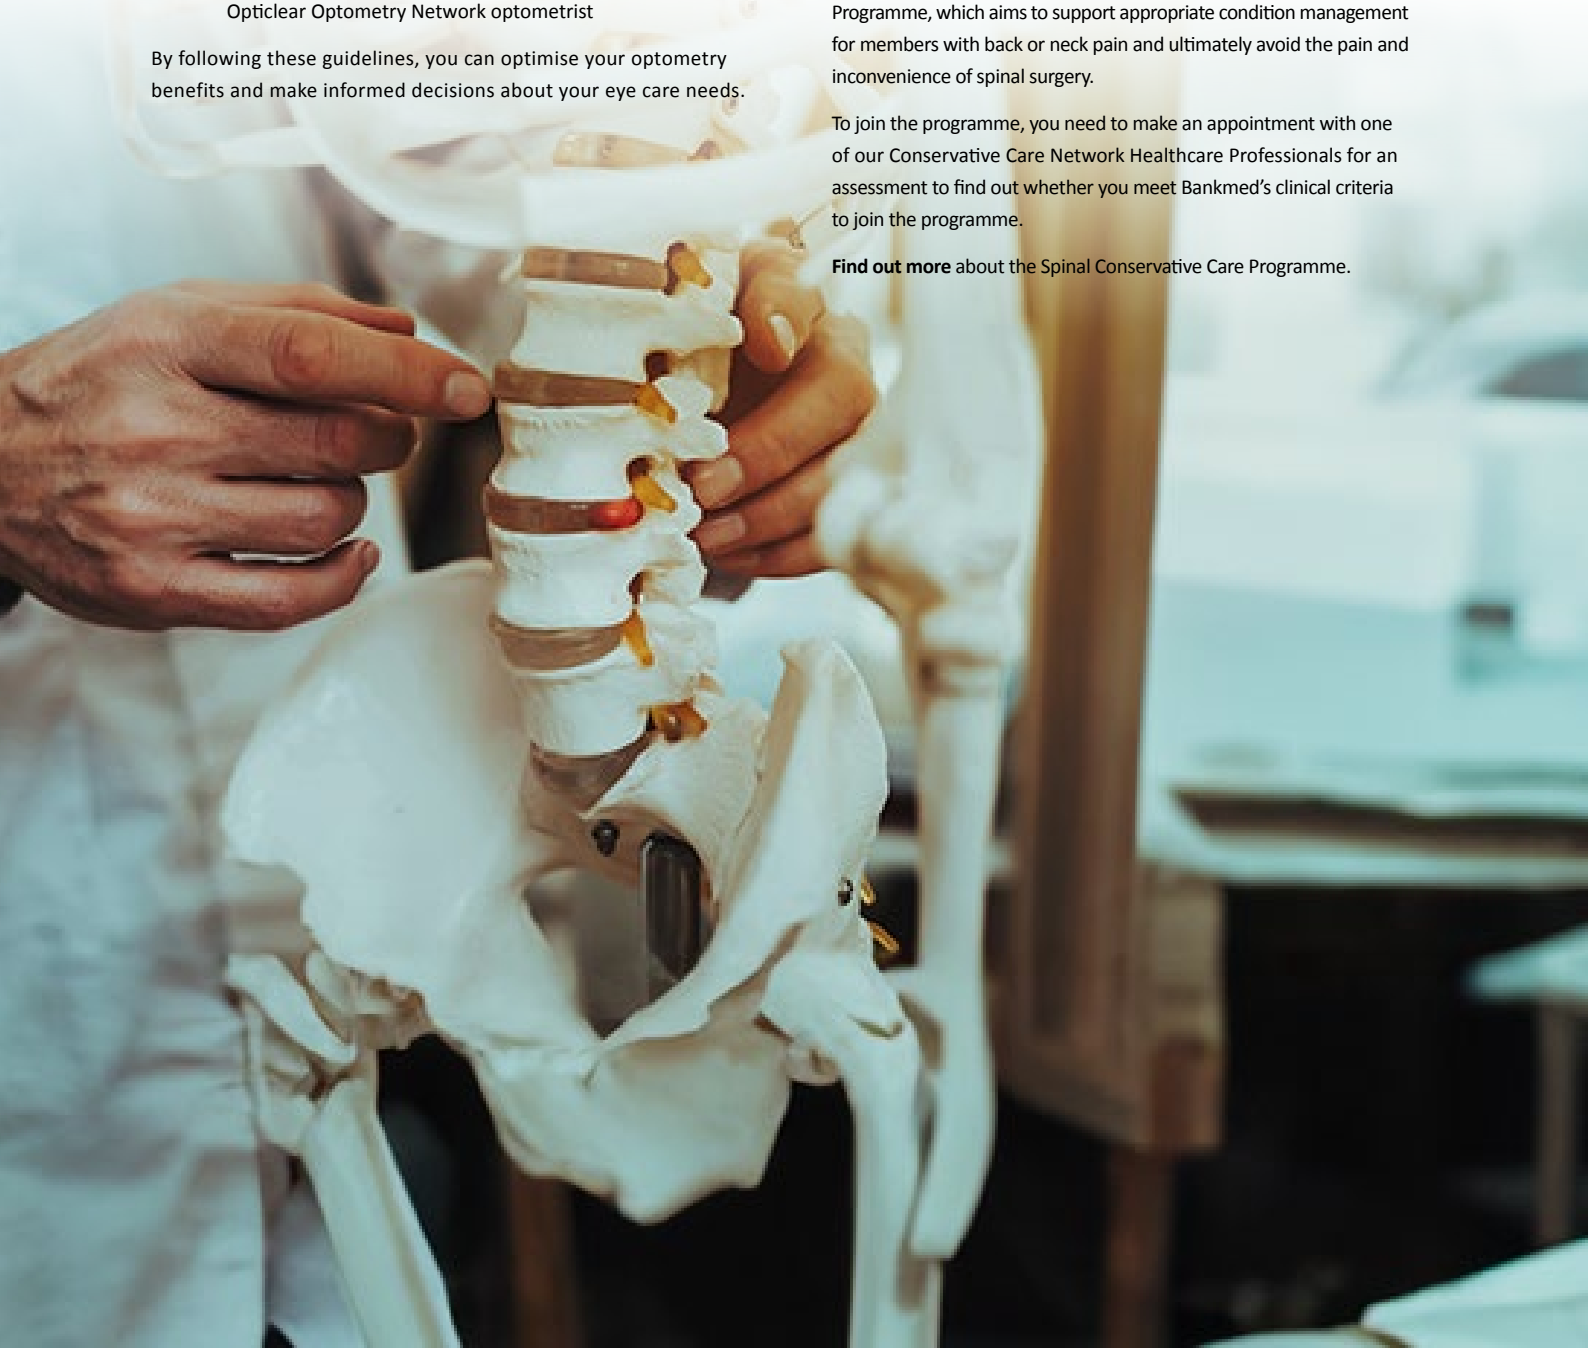 Opticlear Optometry Network optometrist
By following these guidelines, you can optimise your optometry
benefits and make informed decisions about your eye care needs.
Programme, which aims to support appropriate condition management
for members with back or neck pain and ultimately avoid the pain and
inconvenience of spinal surgery.
To join the programme, you need to make an appointment with one
of our Conservative Care Network Healthcare Professionals for an
assessment to find out whether you meet Bankmed’s clinical criteria
to join the programme.
Find out more about the Spinal Conservative Care Programme.